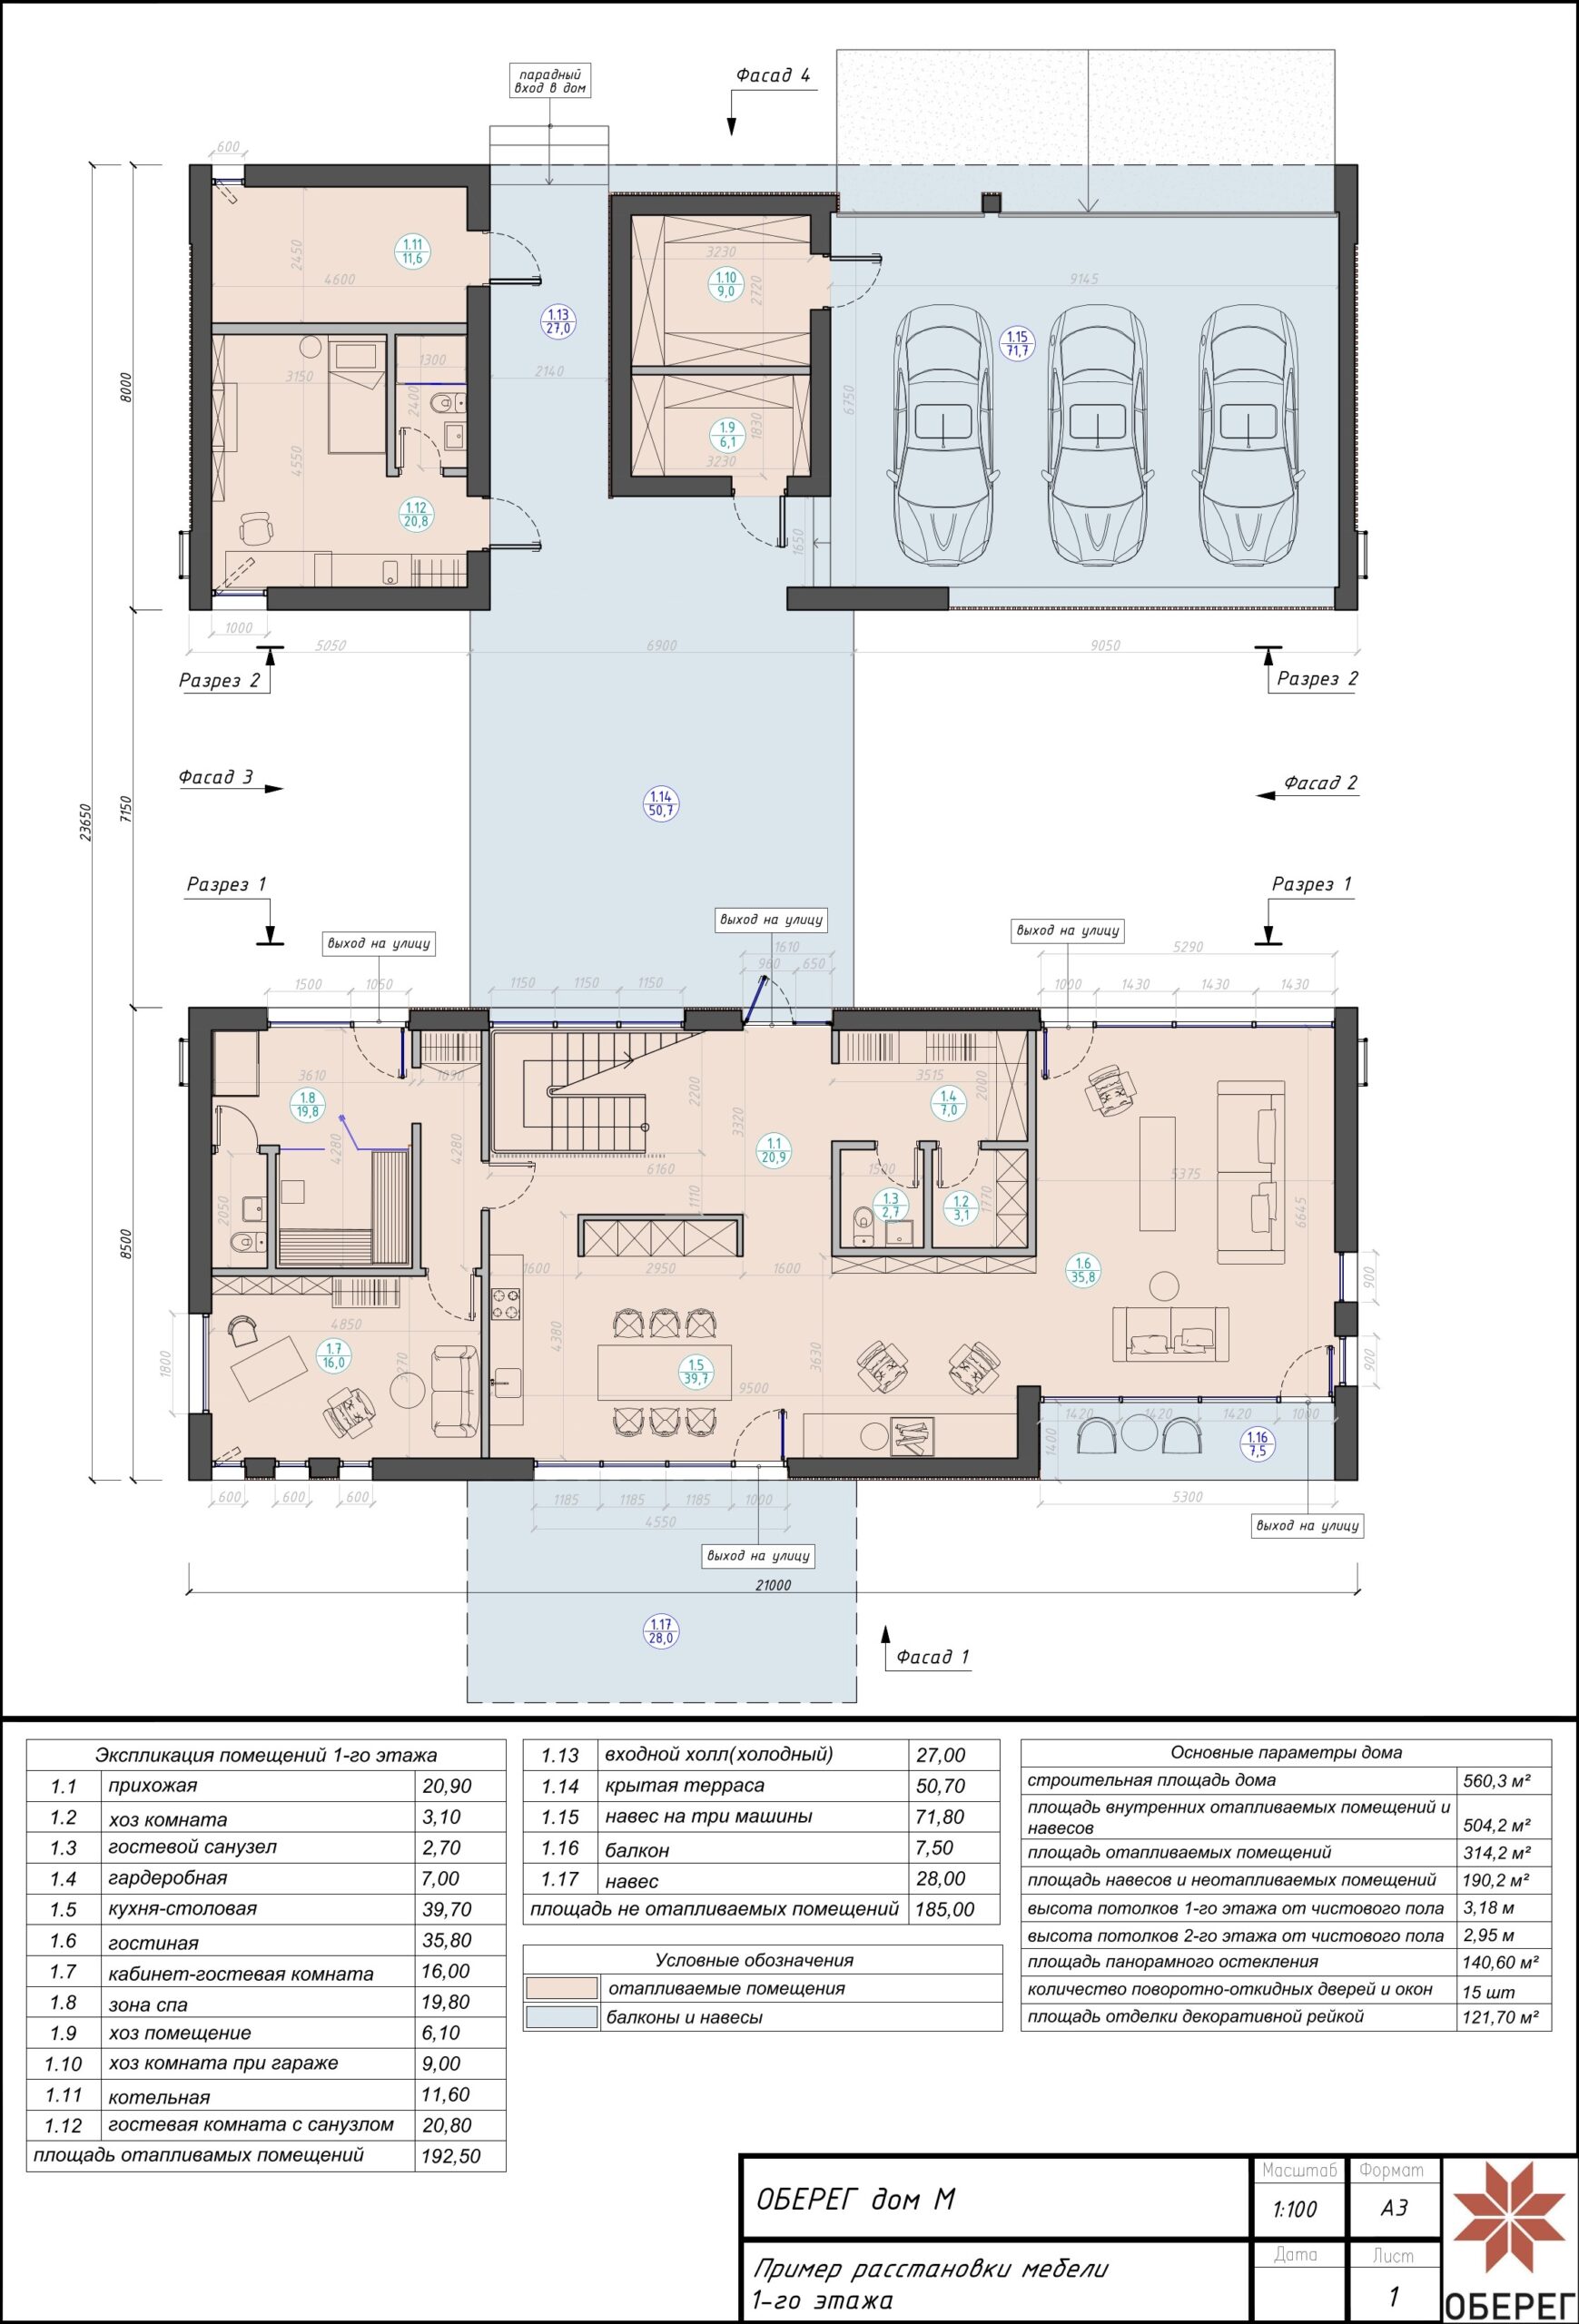 парадный
вход в дом
Фасад 4
600
1.11
11,6
2450
4600
1.13
27,0
2140
3230
1.10
9,0
2720
9145
1.15
71,7
8000
3150
1300
2400
4550
1.9
6,1
1830
3230
6750
1.12
20,8
1650
1000
5050
6900
9050
Разрез 2
Разрез 2
Фасад 3
Фасад 2
23650
7150
1.14
50,7
Разрез 1
Разрез 1
выход на улицу
выход на улицу
выход на улицу
1610
5290
960
650
1500
1050
1150
1150
1150
1000
1430
1430
1430
3610
1090
1.8
19,8
4280
4280
2200
3320
3515
1.4
7,0
2000
1.1
20,9
6160
1110
1500
1.3
2,7
1.2
3,1
1770
5375
6645
2050
8500
1600
2950
1600
1.6
35,8
900
4850
1.7
16,0
3270
1800
4380
1.5
39,7
3630
9500
900
1420
1420
1420
1000
1400
1.16
7,5
600
600
600
1185
1185
1185
1000
4550
5300
выход на улицу
выход на улицу
21000
1.17
28,0
Фасад 1
Экспликация помещений 1-го этажа
1.1 прихожая 20,90
1.2 хоз комната 3,10
1.3 гостевой санузел 2,70
1.4 гардеробная 7,00
1.5 кухня-столовая 39,70
1.6 гостиная 35,80
1.7 кабинет-гостевая комната 16,00
1.8 зона спа 19,80
1.9 хоз помещение 6,10
1.10 хоз комната при гараже 9,00
1.11 котельная 11,60
1.12 гостевая комната с санузлом 20,80
площадь отапливамых помещений 192,50
1.13 входной холл(холодный) 27,00
1.14 крытая терраса 50,70
1.15 навес на три машины 71,80
1.16 балкон 7,50
1.17 навес 28,00
площадь не отапливаемых помещений 185,00
Условные обозначения
отапливаемые помещения
балконы и навесы
Основные параметры дома
строительная площадь дома 560,3 м²
площадь внутренних отапливаемых помещений и
навесов 504,2 м²
площадь отапливаемых помещений 314,2 м²
площадь навесов и неотапливаемых помещений 190,2 м²
высота потолков 1-го этажа от чистового пола 3,18 м
высота потолков 2-го этажа от чистового пола 2,95 м
площадь панорамного остекления 140,60 м²
количество поворотно-откидных дверей и окон 15 шт
площадь отделки декоративной рейкой 121,70 м²
ОБЕРЕГ дом М
Масштаб
Формат
1:100
А3
Пример расстановки мебели
1-го этажа
Дата
Лист
1
ОБЕРЕГ